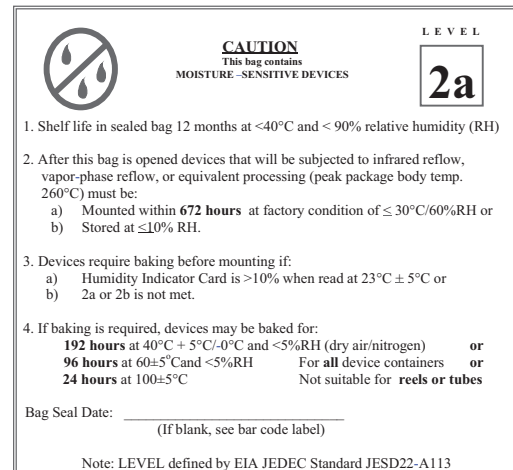 LEVEL
CAUTION
This bag contains
MOISTURE –SENSITIVE DEVICES
2a
1. Shelf life in sealed bag 12 months at <40°C and < 90% relative humidity (RH)
2. After this bag is opened devices that will be subjected to infrared reflow,
vapor-phase reflow, or equivalent processing (peak package body temp.
260°C) must be:
a) Mounted within 672 hours at factory condition of ≤ 30°C/60%RH or
b) Stored at ≤10% RH.
3. Devices require baking before mounting if:
a) Humidity Indicator Card is >10% when read at 23°C ± 5°C or
b) 2a or 2b is not met.
4. If baking is required, devices may be baked for:
192 hours at 40°C + 5°C/-0°C and <5%RH (dry air/nitrogen) or
96 hours at 60±5°Cand <5%RH For all device containers or
24 hours at 100±5°C Not suitable for reels or tubes
Bag Seal Date: ______________________________
(If blank, see bar code label)
Note: LEVEL defined by EIA JEDEC Standard JESD22-A113